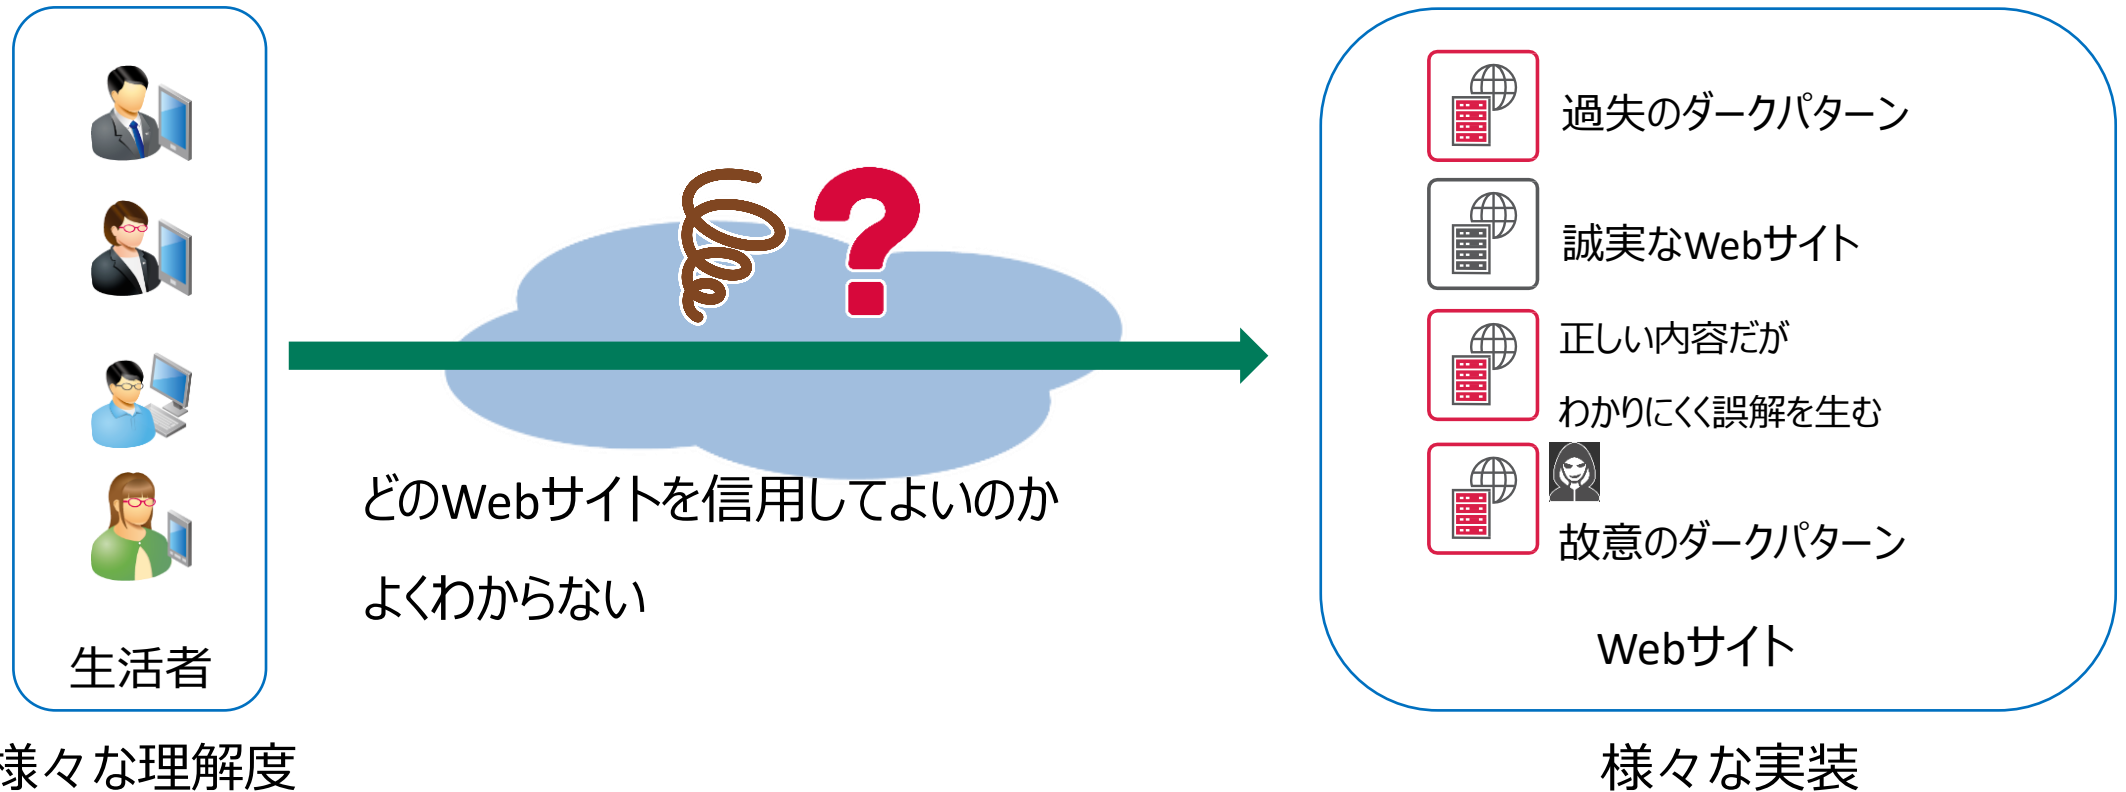 生活者
様々な理解度
どのWebサイトを信用してよいのか
よくわからない
過失のダークパターン
誠実なWebサイト
正しい内容だが
わかりにくく誤解を生む
故意のダークパターン
Webサイト
様々な実装